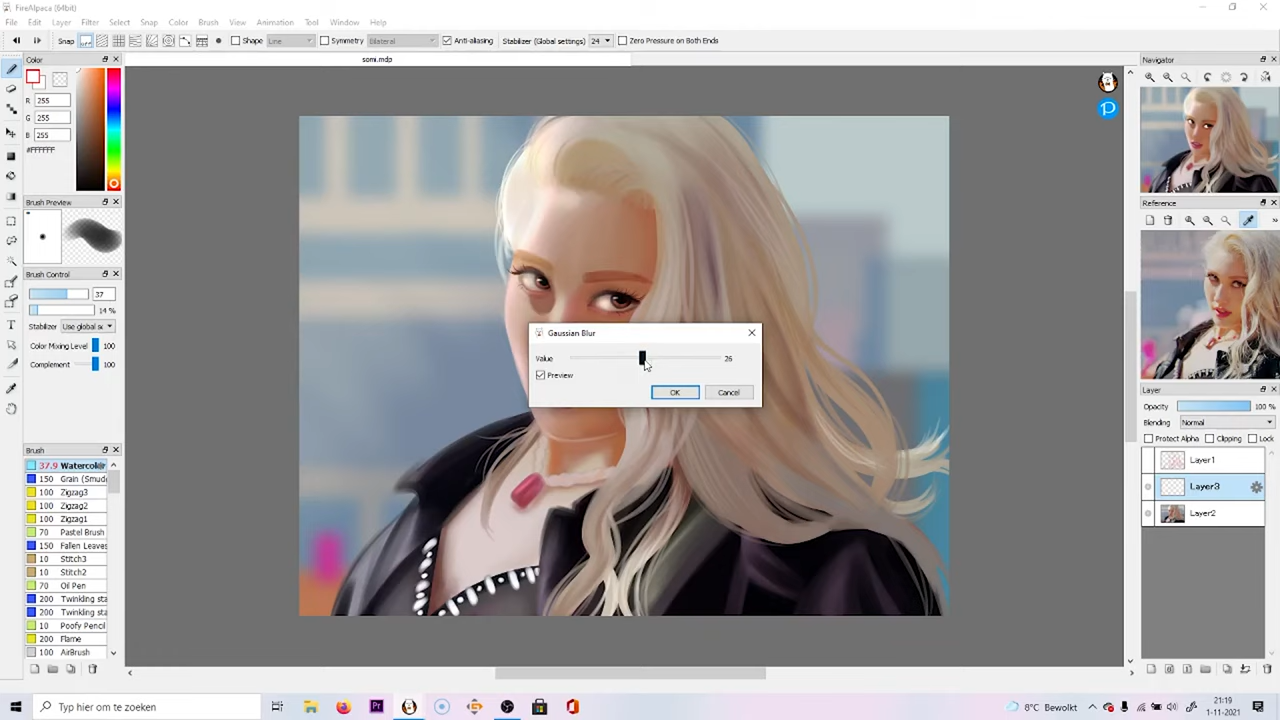 FireAlpaca (64bit)
File Edit Layer Filter Select Snap Color Brush View Animation Tool Window Help
Snap Shape Line Symmetry Bilateral Anti-aliasing Stabilizer (Global settings) 24 Zero Pressure on Both Ends
Color
somi.mdp
Navigator
R 255
G 255
B 255
#FFFFFF
Brush Preview
Reference
Brush Control
37
14 %
Stabilizer Use global s
Color Mixing Level 100
Complement 100
Gaussian Blur
Value 26
Preview
OK Cancel
Layer
Opacity 100 %
Blending Normal
Protect Alpha Clipping Lock
Layer1
Layer3
Layer2
Brush
37.9 Watercolor
150 Grain (Smud
100 Zigzag3
100 Zigzag2
100 Zigzag1
70 Pastel Brush
150 Fallen Leaves
10 Stitch3
10 Stitch2
70 Oil Pen
200 Twinkling sta
200 Twinkling sta
10 Poofy Pencil
200 Flame
100 AirBrush
Typ hier om te zoeken
8°C Bewolkt
21:19
1-11-2021